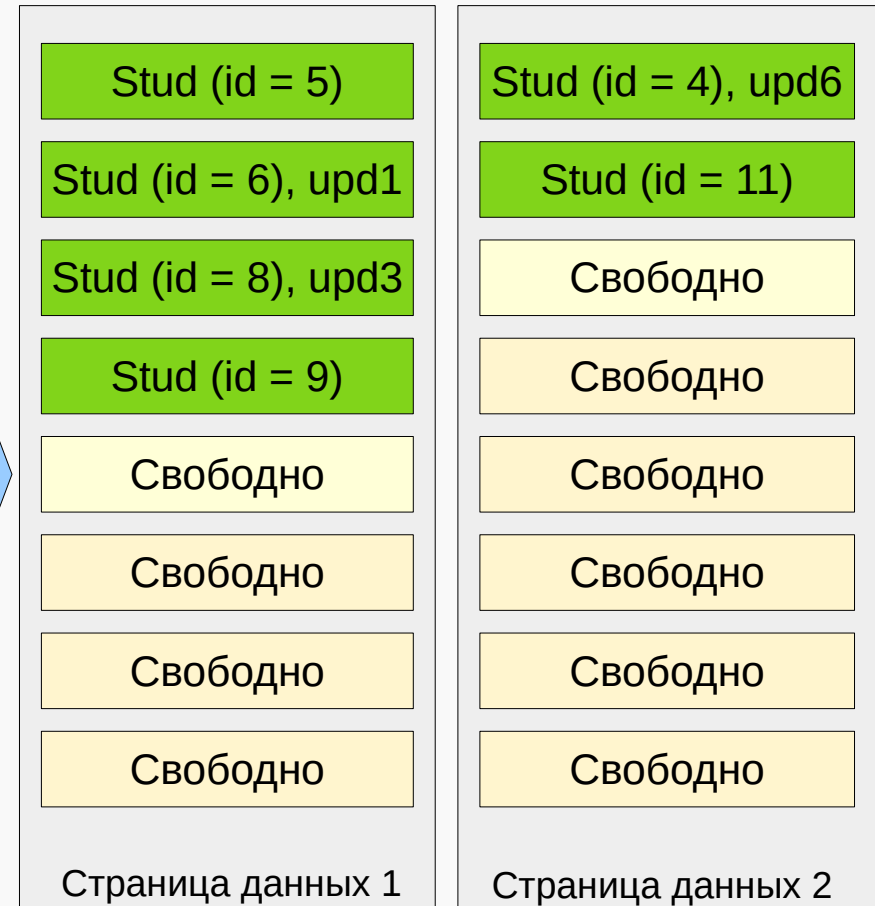 Stud (id = 5)
Stud (id = 6), upd1
Stud (id = 8), upd3
Stud (id = 9)
Свободно
Свободно
Свободно
Свободно
Страница данных 1
Stud (id = 4), upd6
Stud (id = 11)
Свободно
Свободно
Свободно
Свободно
Свободно
Свободно
Страница данных 2